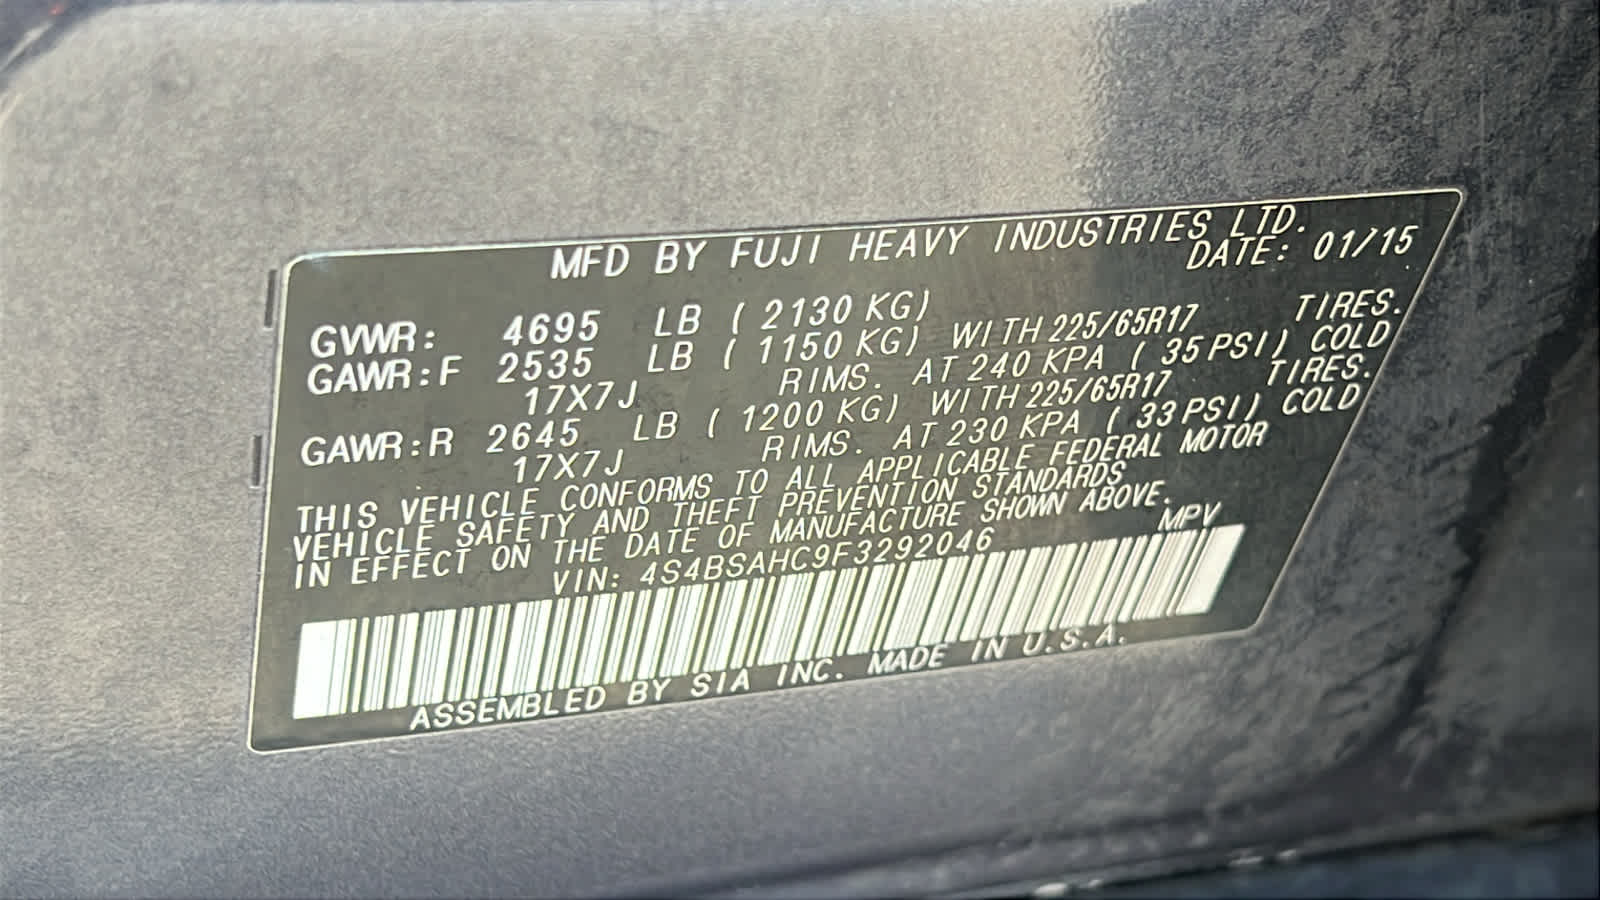 MFD BY FUJI HEAVY INDUSTRIES LTD.
DATE: 01/15
GVWR: 4695 LB ( 2130 KG)
GAWR:F 2535 LB ( 1150 KG) WITH 225/65R17 TIRES.
17X7J RIMS. AT 240 KPA ( 35 PSI) COLD
GAWR:R 2645 LB ( 1200 KG) WITH 225/65R17 TIRES.
17X7J RIMS. AT 230 KPA ( 33 PSI) COLD
THIS VEHICLE CONFORMS TO ALL APPLICABLE FEDERAL MOTOR
VEHICLE SAFETY AND THEFT PREVENTION STANDARDS
IN EFFECT ON THE DATE OF MANUFACTURE SHOWN ABOVE.
VIN: 4S4BSAHC9F3292046 MPV
ASSEMBLED BY SIA INC. MADE IN U.S.A.